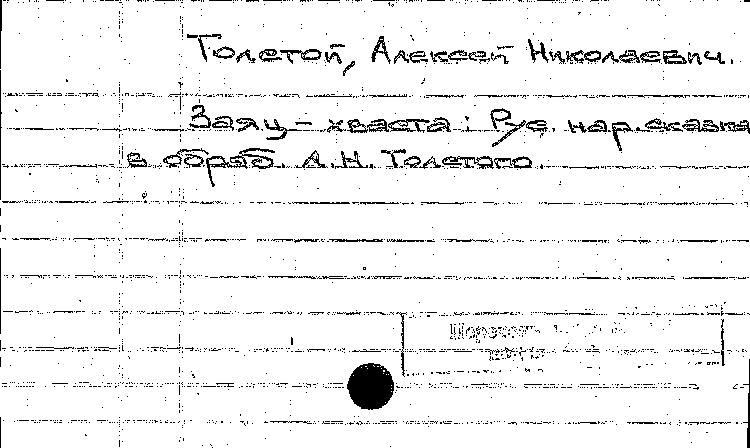 Толстой, Алексей Николаевич.
Заяц - хваста : Рус. нар. сказка
в обраб. А. Н. Толстого.